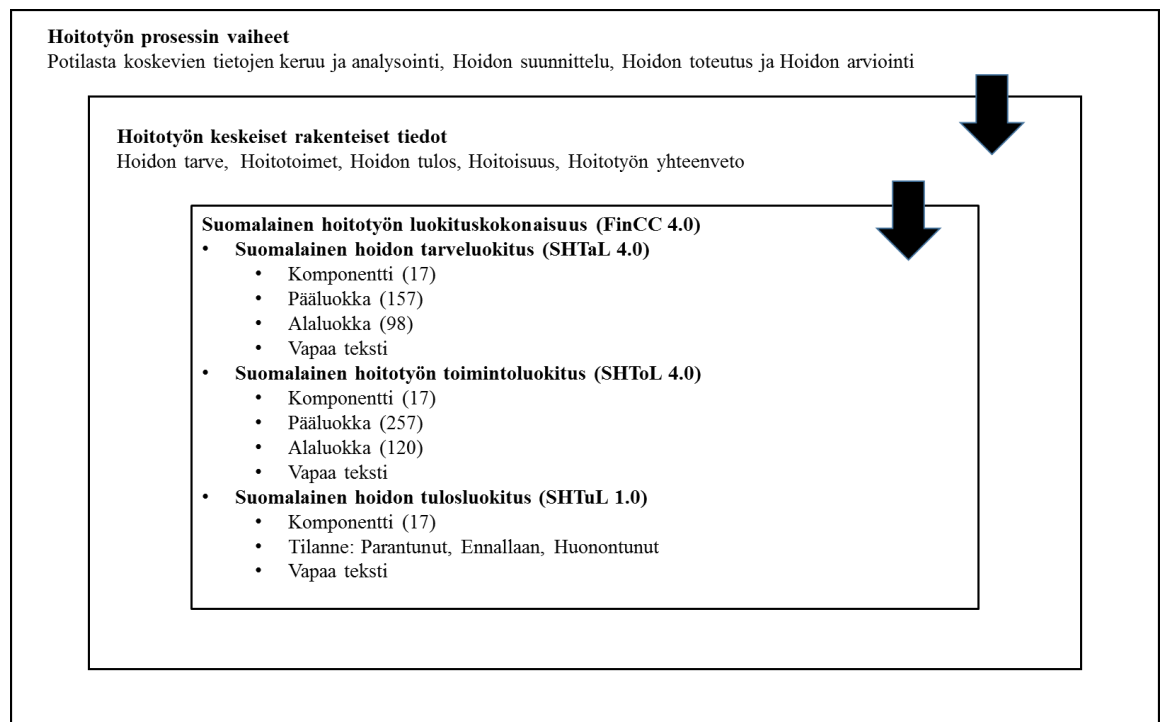 Hoitotyön prosessin vaiheet
Potilasta koskevien tietojen keruu ja analysointi, Hoidon suunnittelu, Hoidon toteutus ja Hoidon arviointi
Hoitotyön keskeiset rakenteiset tiedot
Hoidon tarve, Hoitotoimet, Hoidon tulos, Hoitoisuus, Hoitotyön yhteenveto
Suomalainen hoitotyön luokituskokonaisuus (FinCC 4.0)
• Suomalainen hoidon tarveluokitus (SHTaL 4.0)
• Komponentti (17)
• Pääluokka (157)
• Alaluokka (98)
• Vapaa teksti
• Suomalainen hoitotyön toimintoluokitus (SHToL 4.0)
• Komponentti (17)
• Pääluokka (257)
• Alaluokka (120)
• Vapaa teksti
• Suomalainen hoidon tulosluokitus (SHTuL 1.0)
• Komponentti (17)
• Tilanne: Parantunut, Ennallaan, Huonontunut
• Vapaa teksti